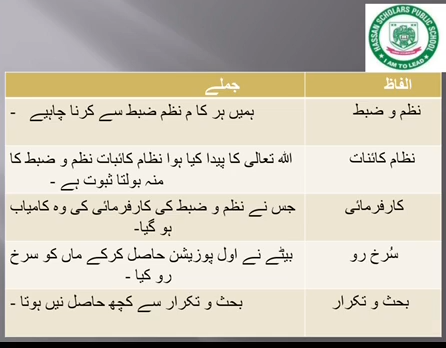 HASSAN SCHOLARS PUBLIC SCHOOL
I AM TO LEAD
الفاظ جملے
نظم و ضبط ہمیں ہر کا م نظم ضبط سے کرنا چاہیے -
نظام کائنات الله تعالی کا پیدا کیا ہوا نظام کائبات نظم و ضبط کا
منہ بولتا ثبوت ہے -
کارفرمائی جس نے نظم و ضبط کی کارفرمائی کی وہ کامیاب
ہو گیا-
سُرخ رو بیٹے نے اول پوزیشن حاصل کرکے ماں کو سرخ
رو کیا -
بحث و تکرار بحث و تکرار سے کچھ حاصل نیں ہوتا -